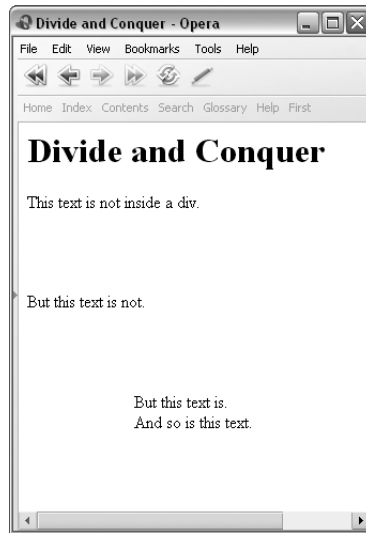 Divide and Conquer - Opera
File Edit View Bookmarks Tools Help
Home Index Contents Search Glossary Help First
Divide and Conquer
This text is not inside a div.
But this text is not.
But this text is.
And so is this text.